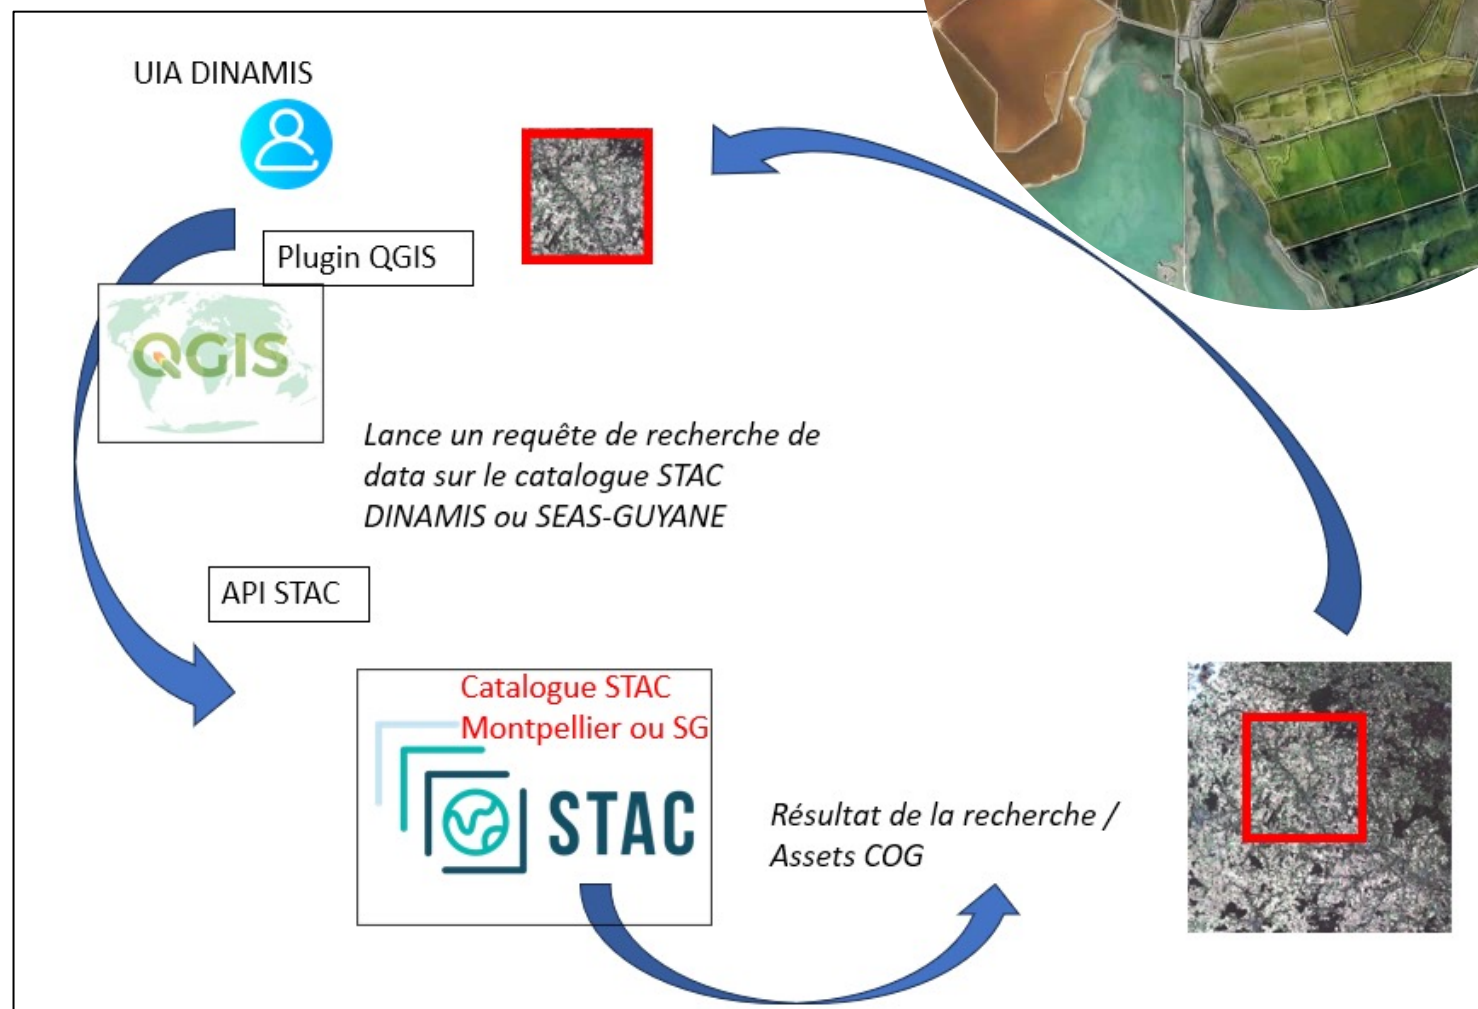 UIA DINAMIS
Plugin QGIS
QGIS
Lance un requête de recherche de
data sur le catalogue STAC
DINAMIS ou SEAS-GUYANE
API STAC
Catalogue STAC
Montpellier ou SG
STAC
Résultat de la recherche /
Assets COG